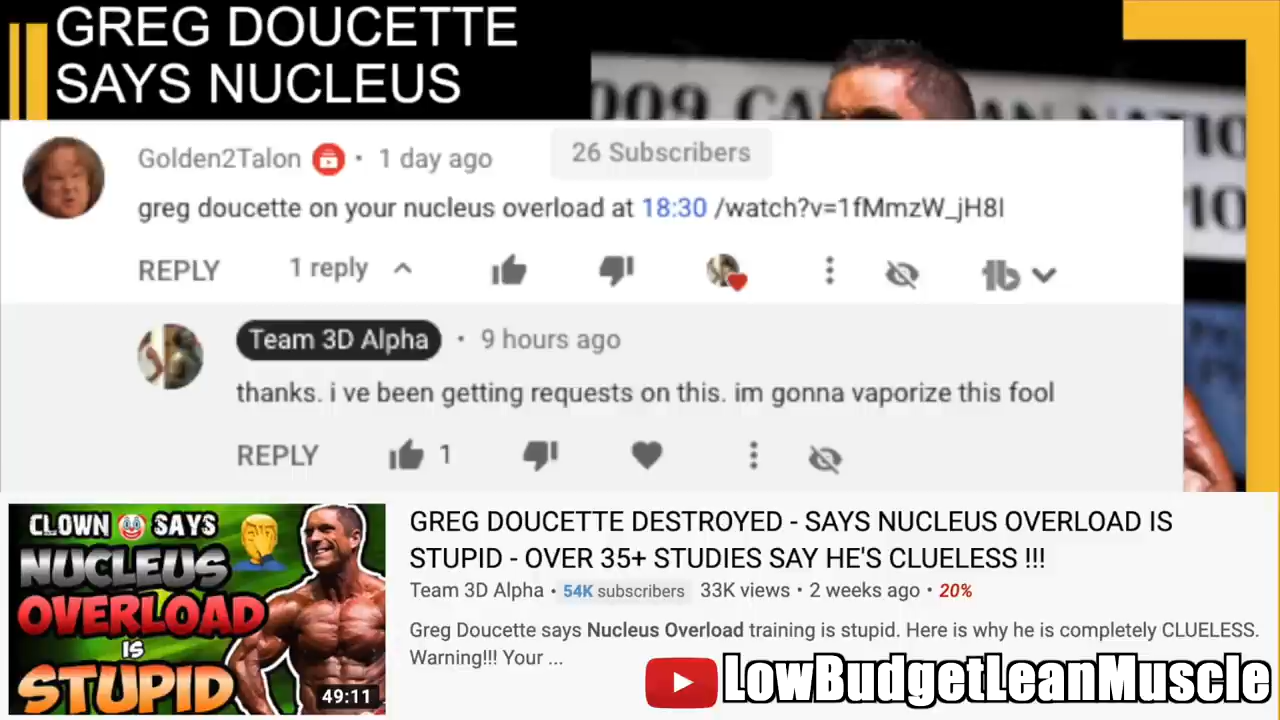 GREG DOUCETTE
SAYS NUCLEUS
Golden2Talon • 1 day ago
26 Subscribers
greg doucette on your nucleus overload at 18:30 /watch?v=1fMmzW_jH8I
REPLY 1 reply
Team 3D Alpha • 9 hours ago
thanks. i ve been getting requests on this. im gonna vaporize this fool
REPLY 1
CLOWN SAYS
NUCLEUS
OVERLOAD
IS
STUPID
49:11
GREG DOUCETTE DESTROYED - SAYS NUCLEUS OVERLOAD IS
STUPID - OVER 35+ STUDIES SAY HE'S CLUELESS !!!
Team 3D Alpha • 54K subscribers 33K views • 2 weeks ago • 20%
Greg Doucette says Nucleus Overload training is stupid. Here is why he is completely CLUELESS.
Warning!!! Your ...
LowBudgetLeanMuscle